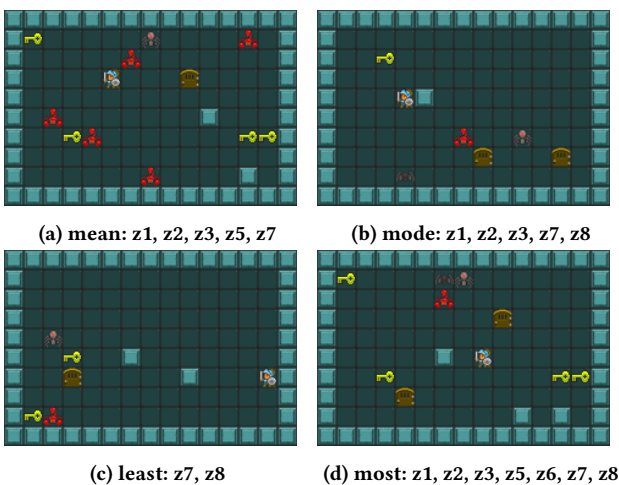 (a) mean: z1, z2, z3, z5, z7
(b) mode: z1, z2, z3, z7, z8
(c) least: z7, z8
(d) most: z1, z2, z3, z5, z6, z7, z8